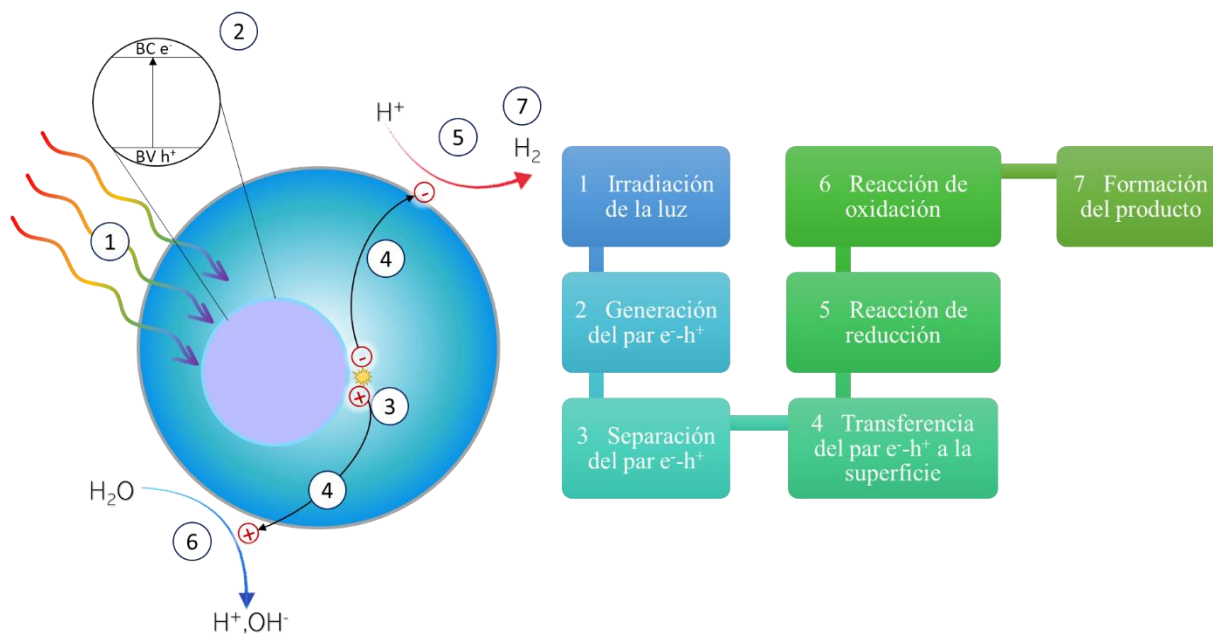 BC e⁻
2
BV h⁺
1
H⁺
5
7
H₂
4
-
-
+
3
4
H₂O
+
6
H⁺,OH⁻
1 Irradiación
de la luz
2 Generación
del par e⁻-h⁺
3 Separación
del par e⁻-h⁺
4 Transferencia
del par e⁻-h⁺ a la
superficie
5 Reacción de
reducción
6 Reacción de
oxidación
7 Formación
del producto